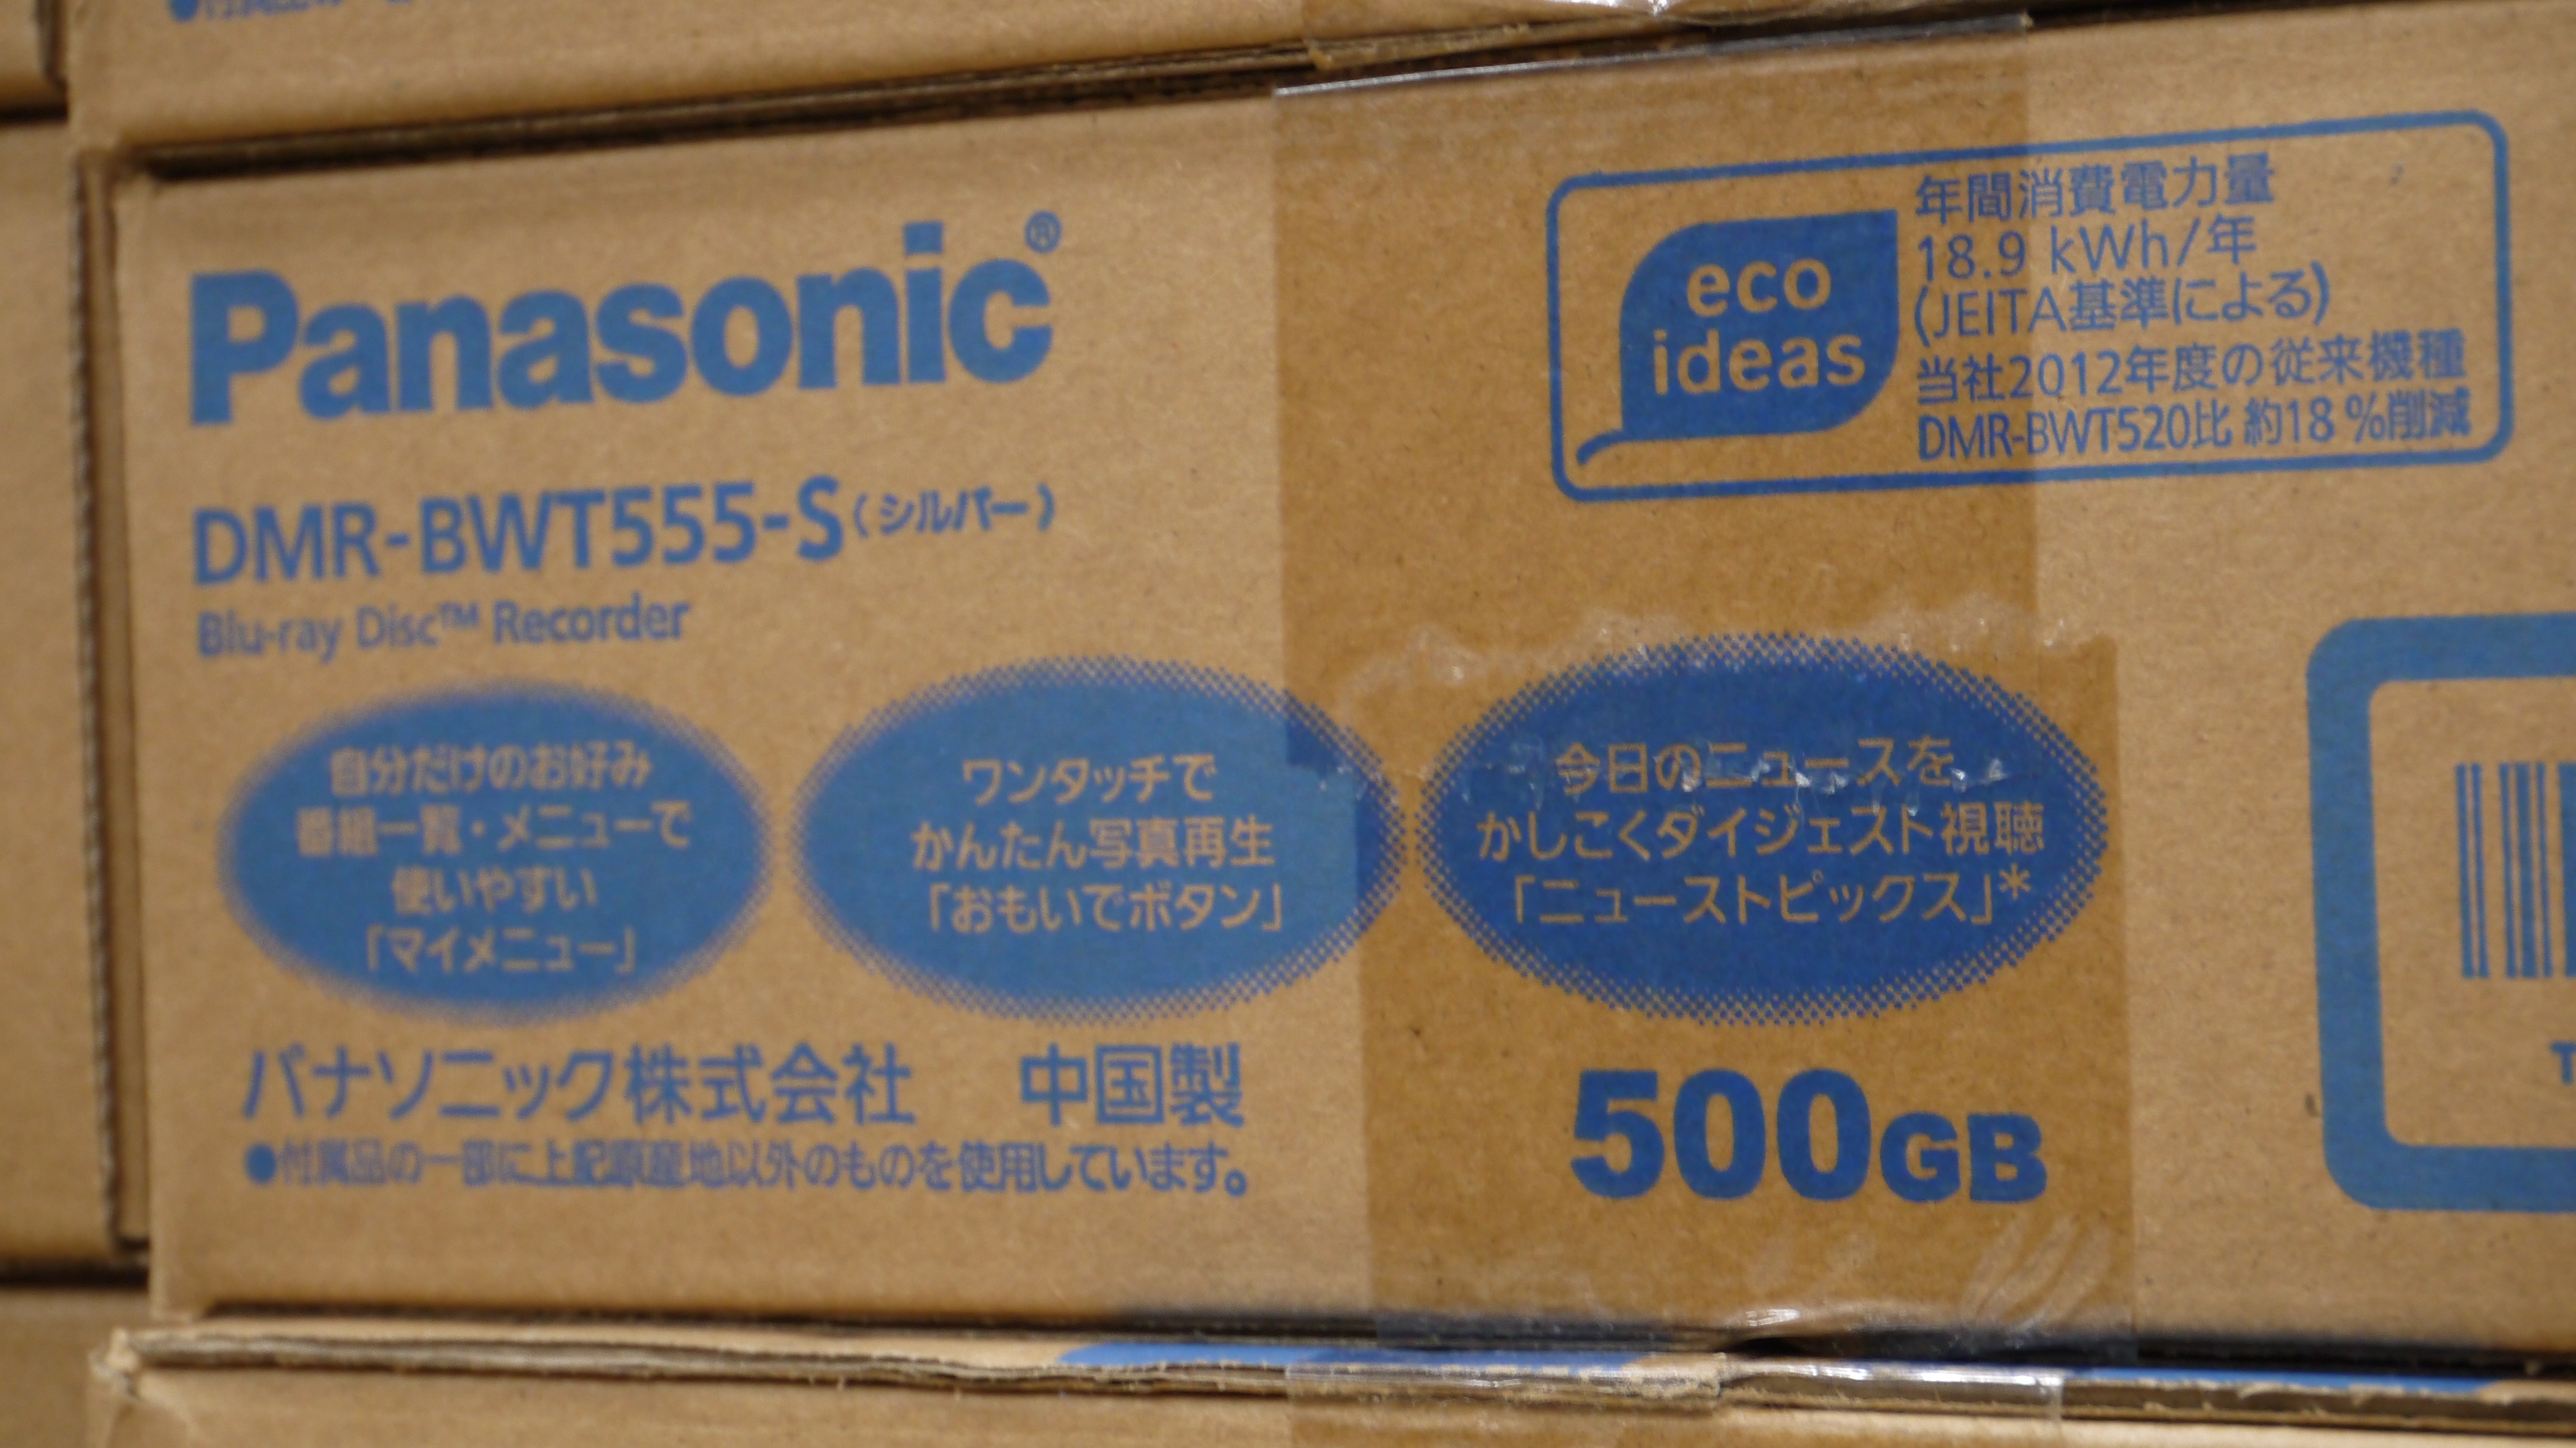 Panasonic®
DMR-BWT555-S（シルバー）
Blu-ray Disc™ Recorder
eco
ideas
年間消費電力量
18.9 kWh/年
(JEITA基準による)
当社2012年度の従来機種
DMR-BWT520比 約18%削減
自分だけのお好み
番組一覧・メニューで
使いやすい
「マイメニュー」
ワンタッチで
かんたん写真再生
「おもいでボタン」
今日のニュースを
かしこくダイジェスト視聴
「ニューストピックス」*
パナソニック株式会社　中国製
●付属品の一部に上記原産地以外のものを使用しています。
500GB